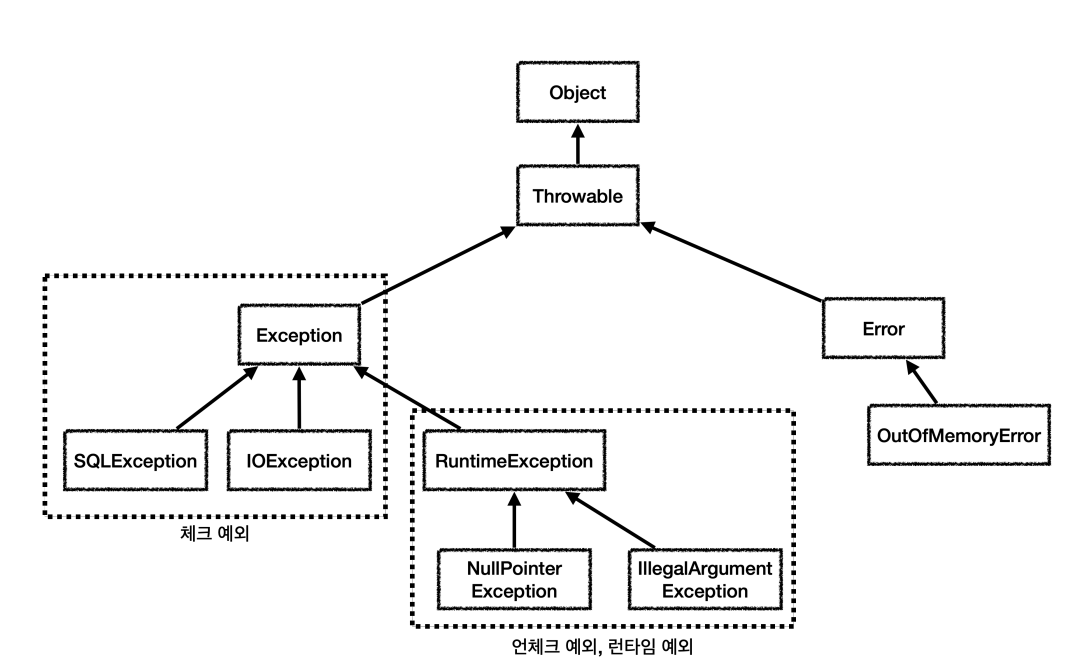 Object
Throwable
Exception
Error
SQLException
IOException
RuntimeException
OutOfMemoryError
체크 예외
NullPointer
Exception
IllegalArgument
Exception
언체크 예외, 런타임 예외